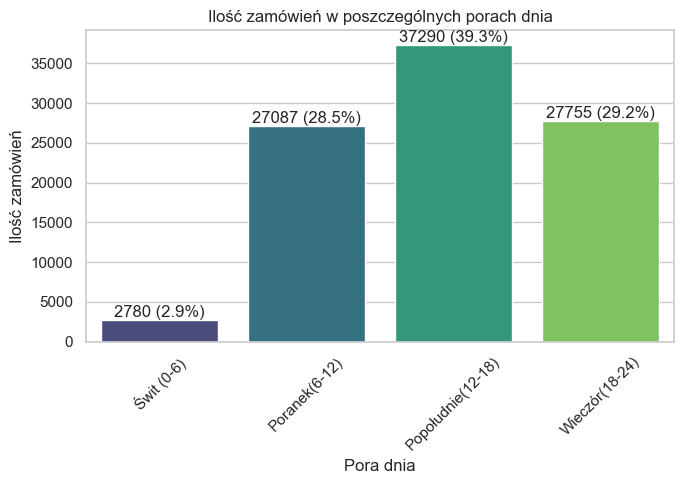 Ilość zamówień w poszczególnych porach dnia
37290 (39.3%)
27087 (28.5%)
27755 (29.2%)
2780 (2.9%)
Ilość zamówień
35000
30000
25000
20000
15000
10000
5000
0
Świt (0-6)
Poranek(6-12)
Popołudnie(12-18)
Wieczór(18-24)
Pora dnia